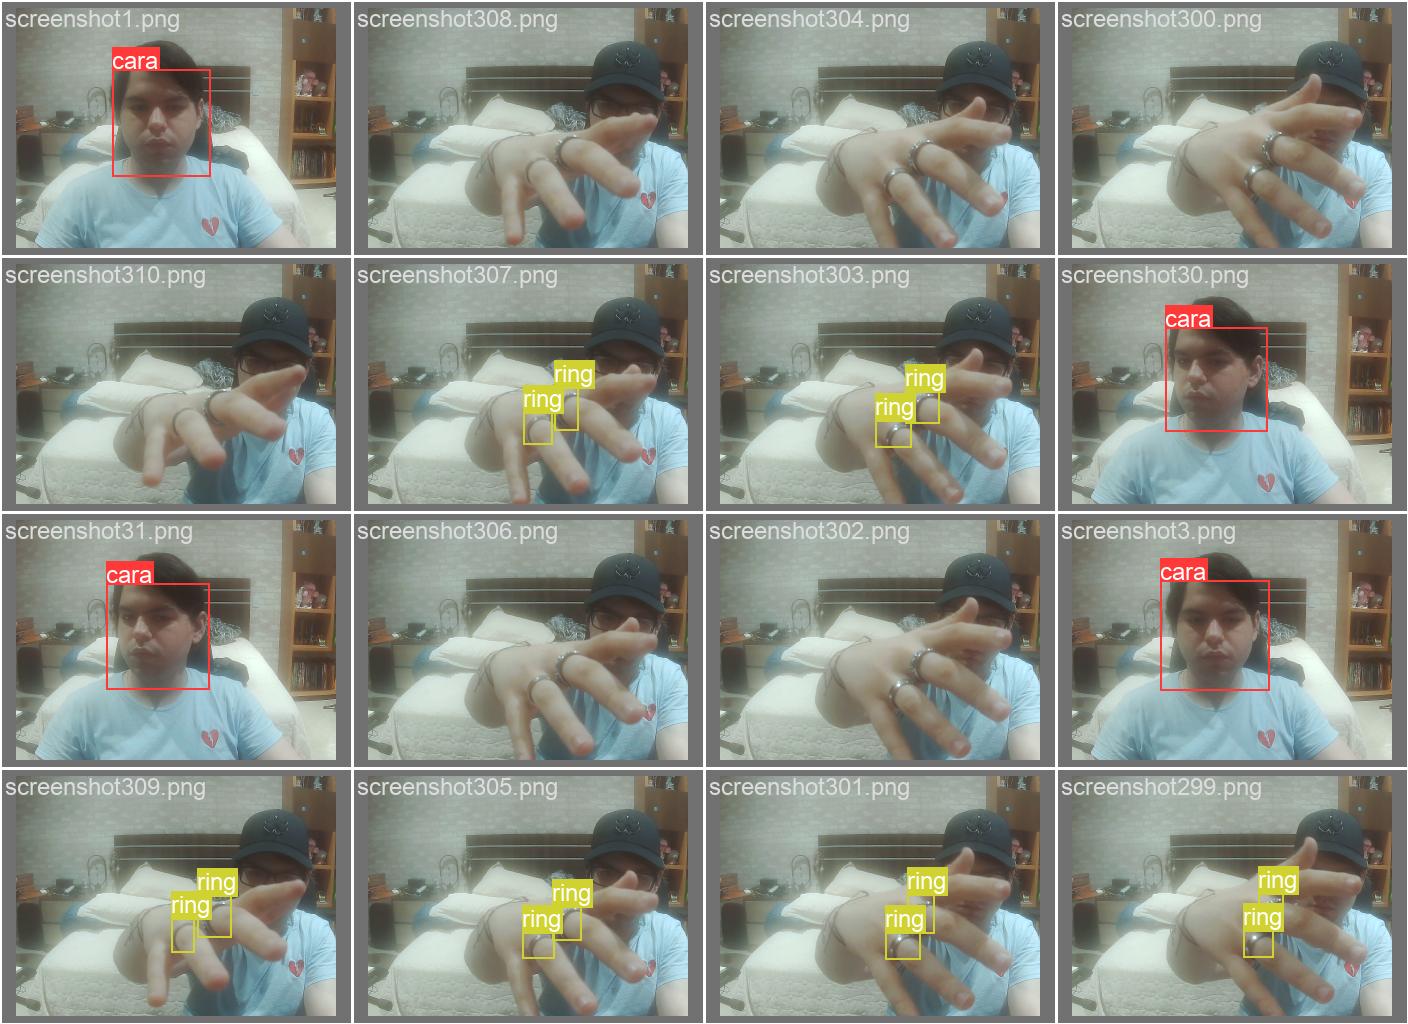 screenshot1.png
cara
screenshot308.png
screenshot304.png
screenshot300.png
screenshot310.png
screenshot307.png
ring
ring
screenshot303.png
ring
ring
screenshot30.png
cara
screenshot31.png
cara
screenshot306.png
screenshot302.png
screenshot3.png
cara
screenshot309.png
ring
ring
screenshot305.png
ring
ring
screenshot301.png
ring
ring
screenshot299.png
ring
ring